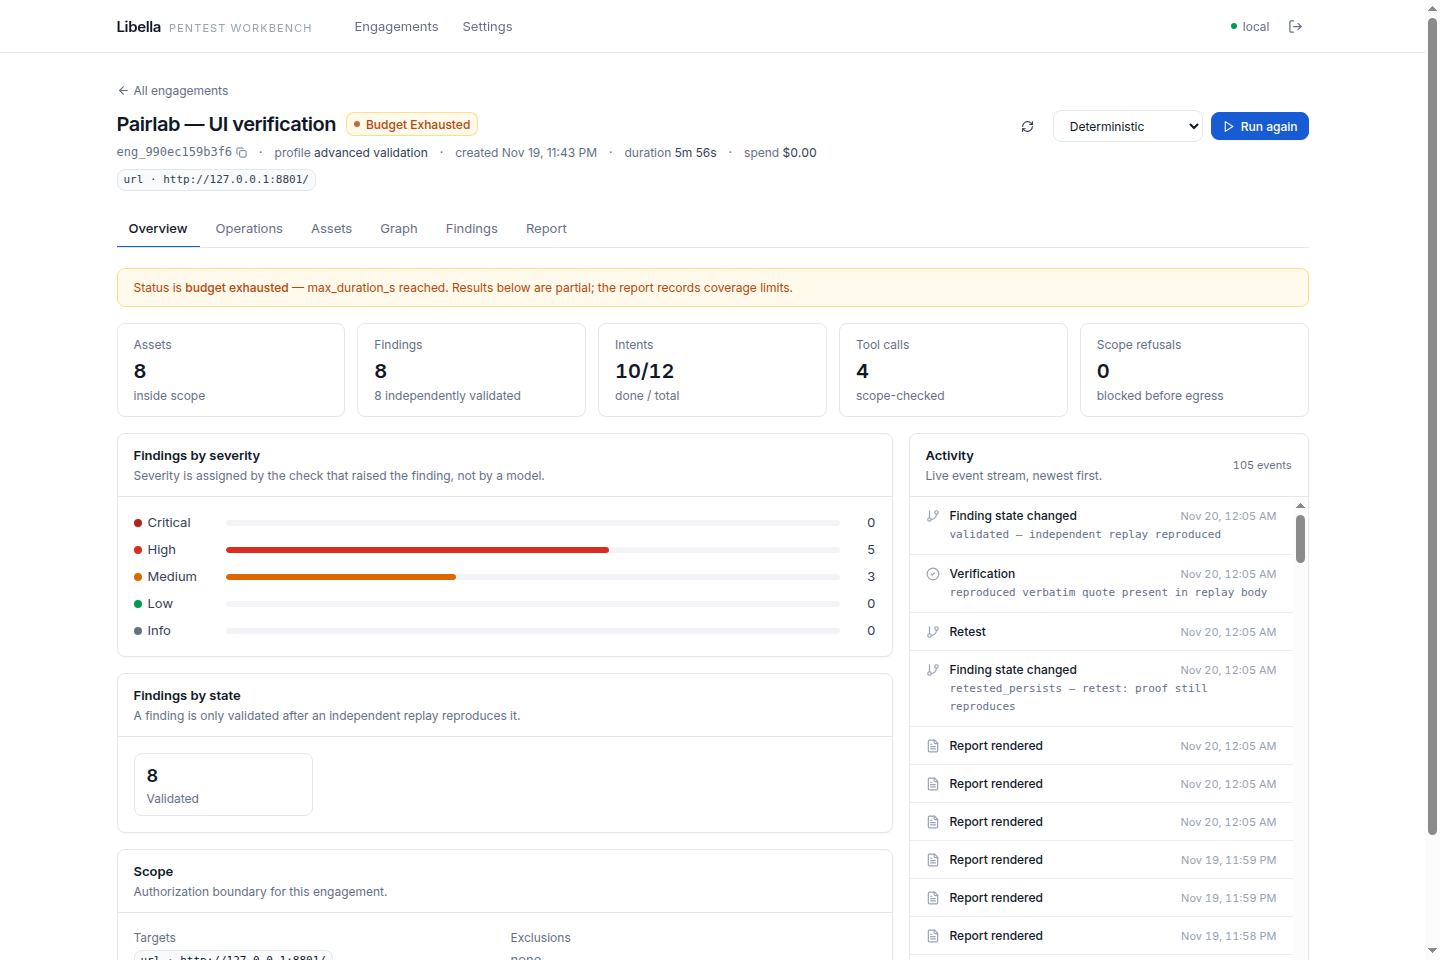 Libella PENTEST WORKBENCH Engagements Settings local
All engagements
Pairlab — UI verification Budget Exhausted Deterministic Run again
eng_990ec159b3f6 · profile advanced validation · created Nov 19, 11:43 PM · duration 5m 56s · spend $0.00
url · http://127.0.0.1:8801/
Overview Operations Assets Graph Findings Report
Status is budget exhausted — max_duration_s reached. Results below are partial; the report records coverage limits.
Assets
8
inside scope
Findings
8
8 independently validated
Intents
10/12
done / total
Tool calls
4
scope-checked
Scope refusals
0
blocked before egress
Findings by severity
Severity is assigned by the check that raised the finding, not by a model.
Critical 0
High 5
Medium 3
Low 0
Info 0
Findings by state
A finding is only validated after an independent replay reproduces it.
8
Validated
Scope
Authorization boundary for this engagement.
Targets
url · http://127.0.0.1:8801/
Exclusions
none
Activity
Live event stream, newest first.
105 events
Finding state changed Nov 20, 12:05 AM
validated — independent replay reproduced
Verification Nov 20, 12:05 AM
reproduced verbatim quote present in replay body
Retest Nov 20, 12:05 AM
Finding state changed Nov 20, 12:05 AM
retested_persists — retest: proof still
reproduces
Report rendered Nov 20, 12:05 AM
Report rendered Nov 20, 12:05 AM
Report rendered Nov 20, 12:05 AM
Report rendered Nov 19, 11:59 PM
Report rendered Nov 19, 11:59 PM
Report rendered Nov 19, 11:58 PM